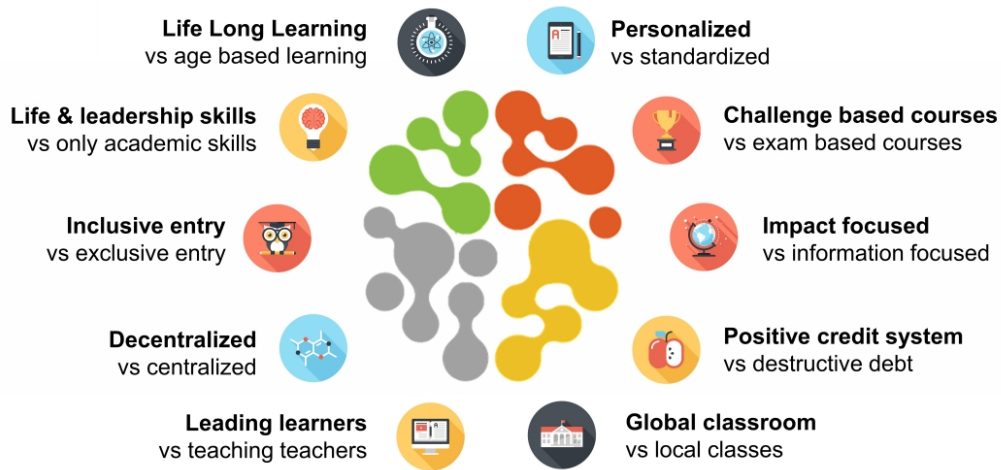 Life Long Learning
vs age based learning
Personalized
vs standardized
Life & leadership skills
vs only academic skills
Challenge based courses
vs exam based courses
Inclusive entry
vs exclusive entry
Impact focused
vs information focused
Decentralized
vs centralized
Positive credit system
vs destructive debt
Leading learners
vs teaching teachers
Global classroom
vs local classes